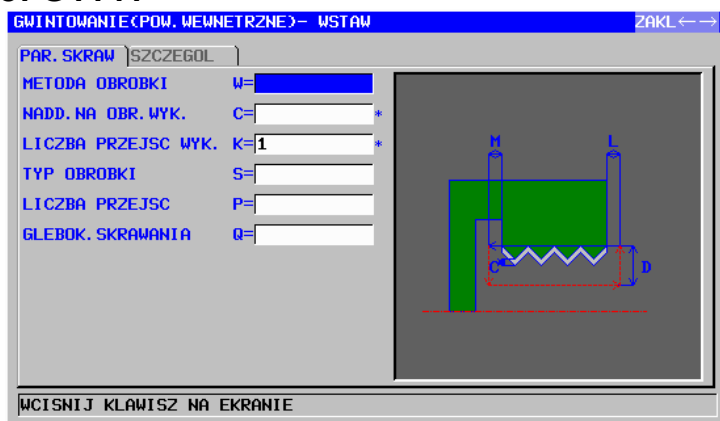 GWINTOWANIE(POW. WEWNETRZNE)- WSTAW ZAKL←→
PAR. SKRAW SZCZEGOL
METODA OBROBKI W=
NADD. NA OBR. WYK. C= *
LICZBA PRZEJSC WYK. K=1 *
TYP OBROBKI S=
LICZBA PRZEJSC P=
GLEBOK. SKRAWANIA Q=
M L
C D
WCISNIJ KLAWISZ NA EKRANIE